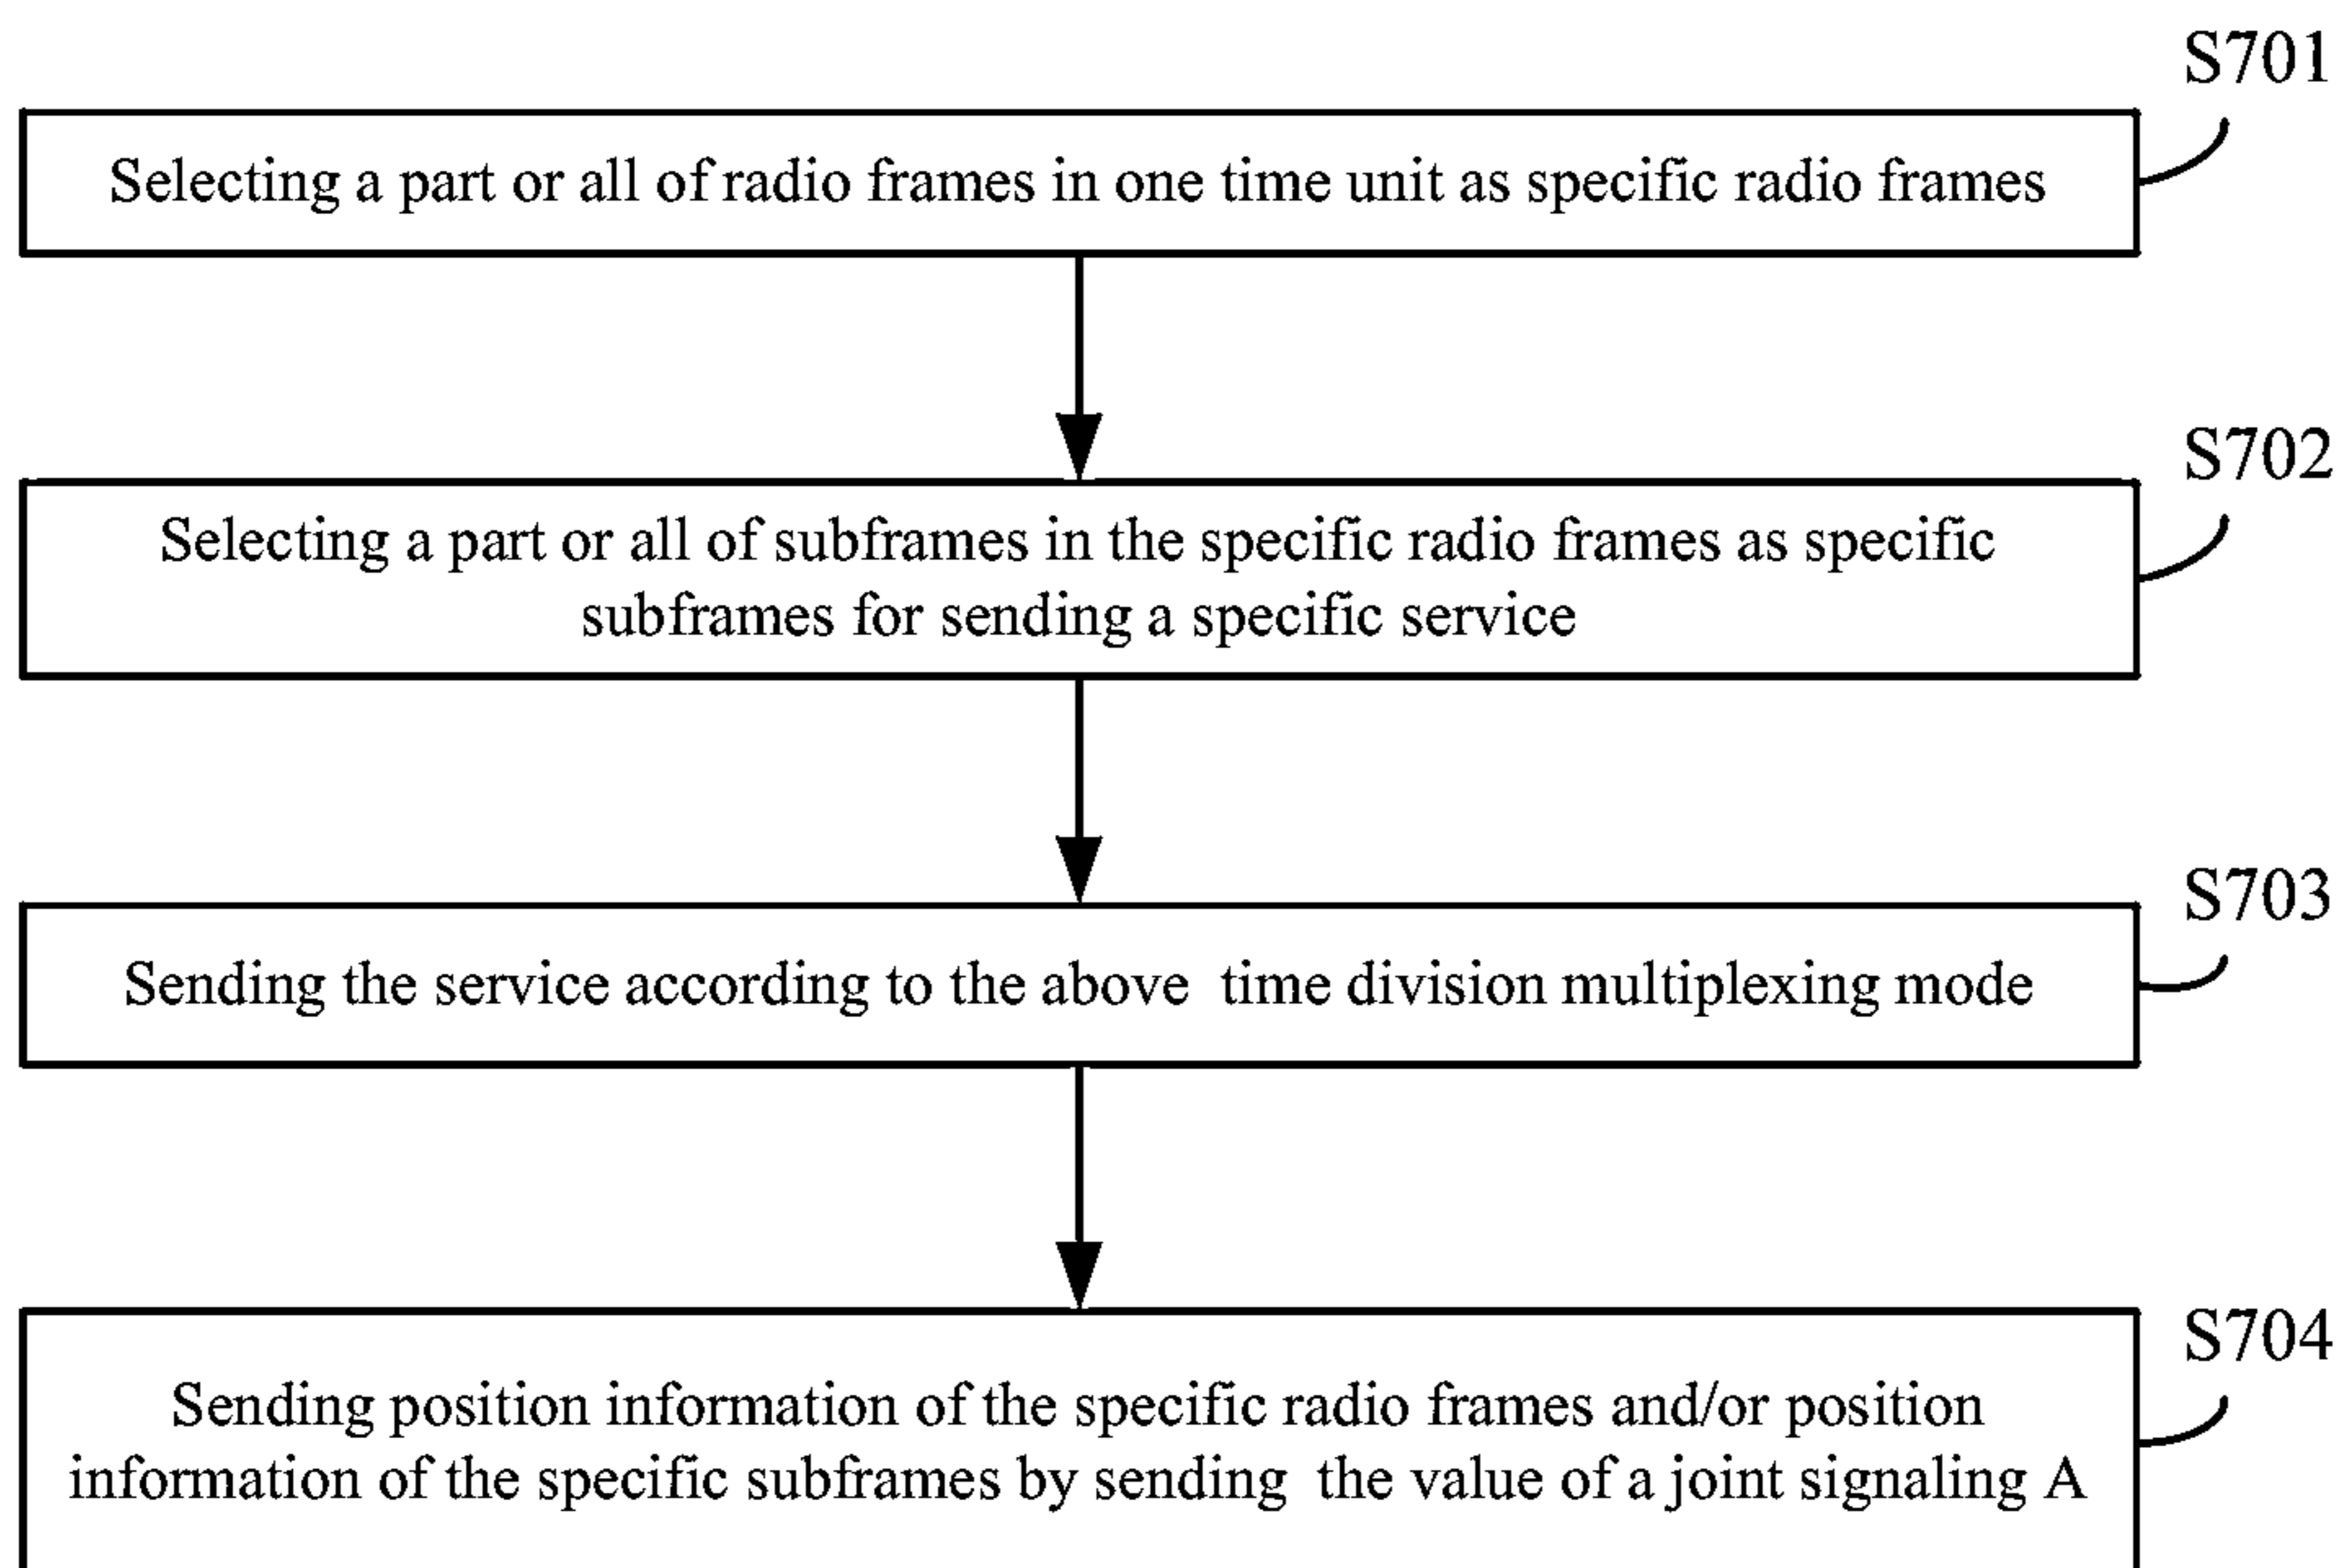 S701
Selecting a part or all of radio frames in one time unit as specific radio frames
S702
Selecting a part or all of subframes in the specific radio frames as specific
subframes for sending a specific service
S703
Sending the service according to the above time division multiplexing mode
S704
Sending position information of the specific radio frames and/or position
information of the specific subframes by sending the value of a joint signaling A